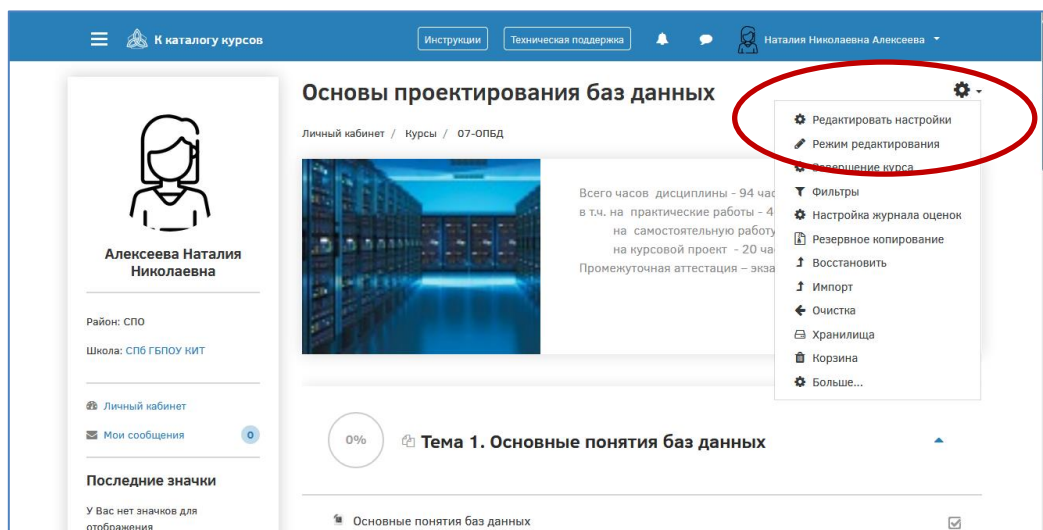 К каталогу курсов
Инструкции
Техническая поддержка
Наталия Николаевна Алексеева
Основы проектирования баз данных
Личный кабинет / Курсы / 07-ОПБД
Редактировать настройки
Режим редактирования
Завершение курса
Фильтры
Настройка журнала оценок
Резервное копирование
Восстановить
Импорт
Очистка
Хранилища
Корзина
Больше...
Всего часов дисциплины - 94 час
в т.ч. на практические работы - 4
на самостоятельную работу
на курсовой проект - 20 ча
Промежуточная аттестация – экза
Алексеева Наталия
Николаевна
Район: СПО
Школа: СПб ГБПОУ КИТ
Личный кабинет
Мои сообщения 0
Последние значки
У Вас нет значков для
отображения
0%
Тема 1. Основные понятия баз данных
Основные понятия баз данных